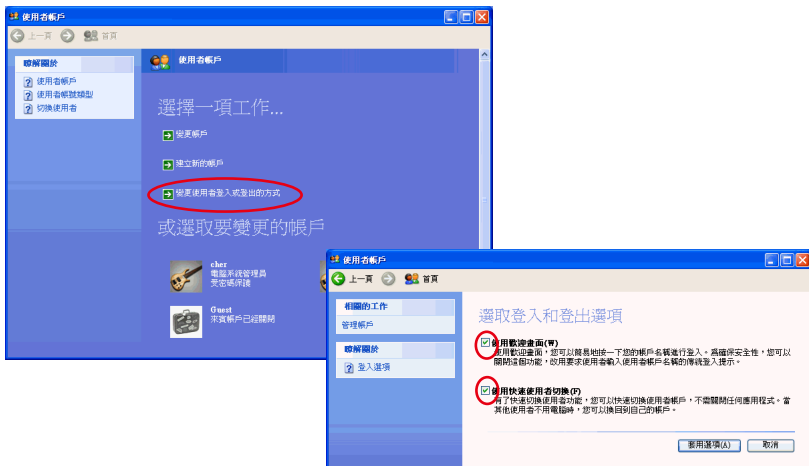 使用者帳戶
上一頁 首頁
瞭解關於
使用者帳戶
使用者帳號類型
切換使用者
使用者帳戶
選擇一項工作...
變更帳戶
建立新的帳戶
變更使用者登入或登出的方式
或選取要變更的帳戶
cher
電腦系統管理員
受密碼保護
Guest
來賓帳戶已經關閉
使用者帳戶
上一頁 首頁
相關的工作
管理帳戶
瞭解關於
登入選項
選取登入和登出選項
使用歡迎畫面(W)
使用歡迎畫面，您可以簡易地按一下您的帳戶名稱進行登入。爲確保安全性，您可以
關閉這個功能，改用要求使用者輸入使用者帳戶名稱的傳統登入提示。
使用快速使用者切換(F)
有了快速切換使用者功能，您可以快速切換使用者帳戶，不需關閉任何應用程式。當
其他使用者不用電腦時，您可以換回到自己的帳戶。
套用選項(A) 取消